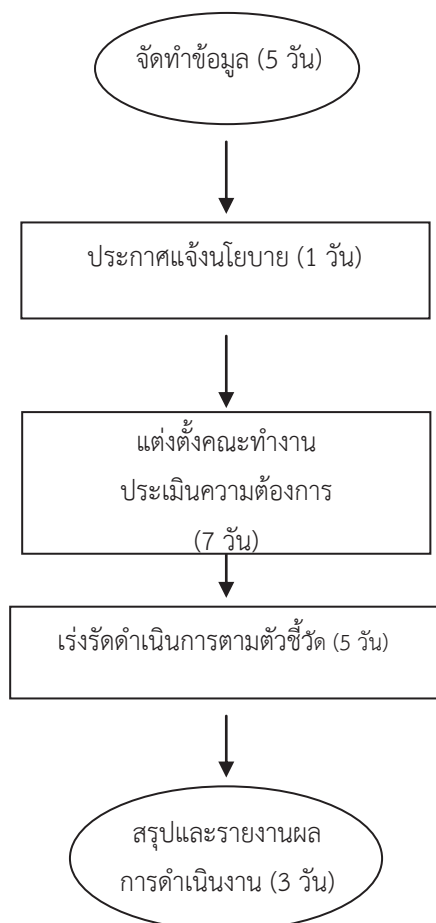 จัดทำข้อมูล (5 วัน)
ประกาศแจ้งนโยบาย (1 วัน)
แต่งตั้งคณะทำงาน
ประเมินความต้องการ
(7 วัน)
เร่งรัดดำเนินการตามตัวชี้วัด (5 วัน)
สรุปและรายงานผล
การดำเนินงาน (3 วัน)